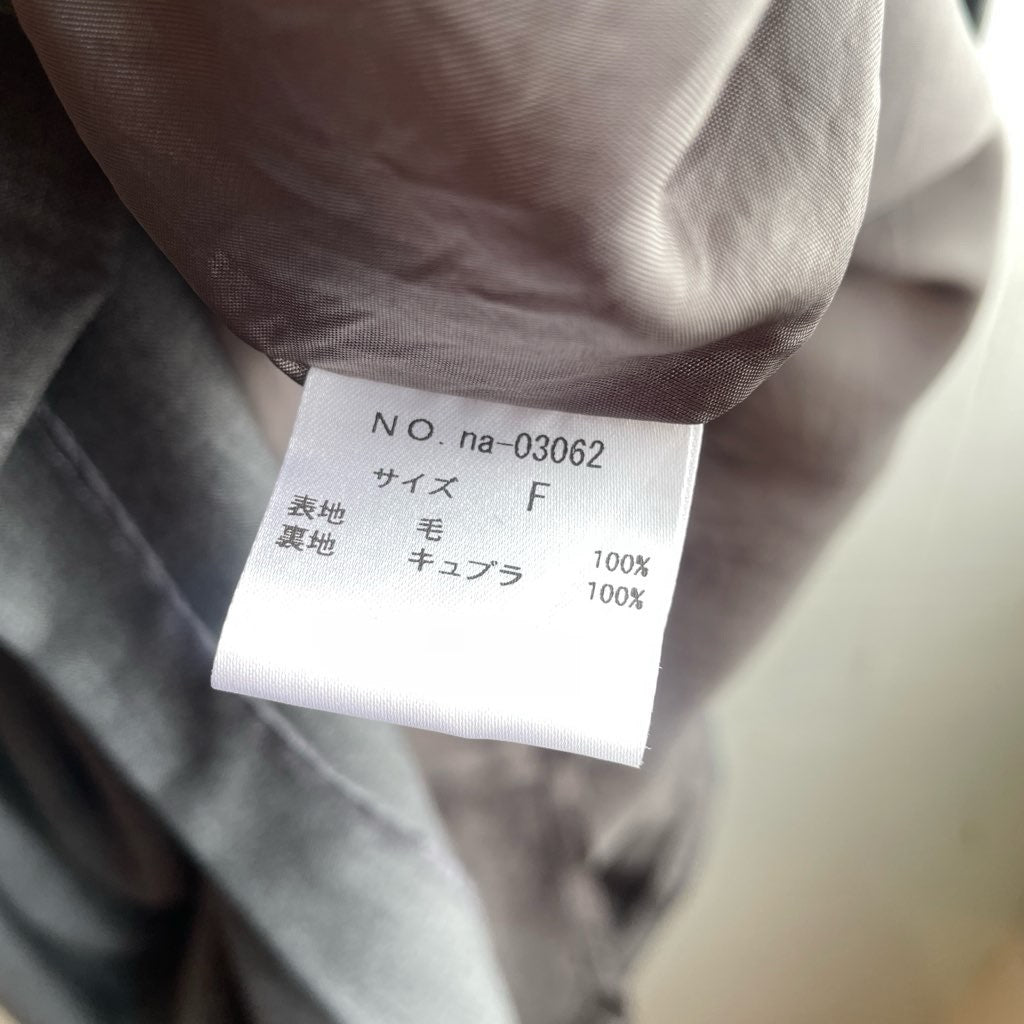 NO. na-03062
サイズ F
表地 毛 100%
裏地 キュプラ 100%